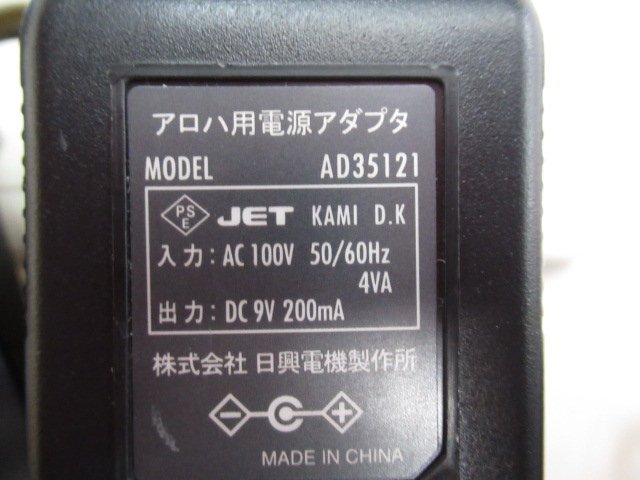 アロハ用電源アダプタ
MODEL AD35121
PS
E JET KAMI D.K
入力:AC 100V 50/60Hz
4VA
出力:DC 9V 200mA
株式会社 日興電機製作所
− C +
MADE IN CHINA